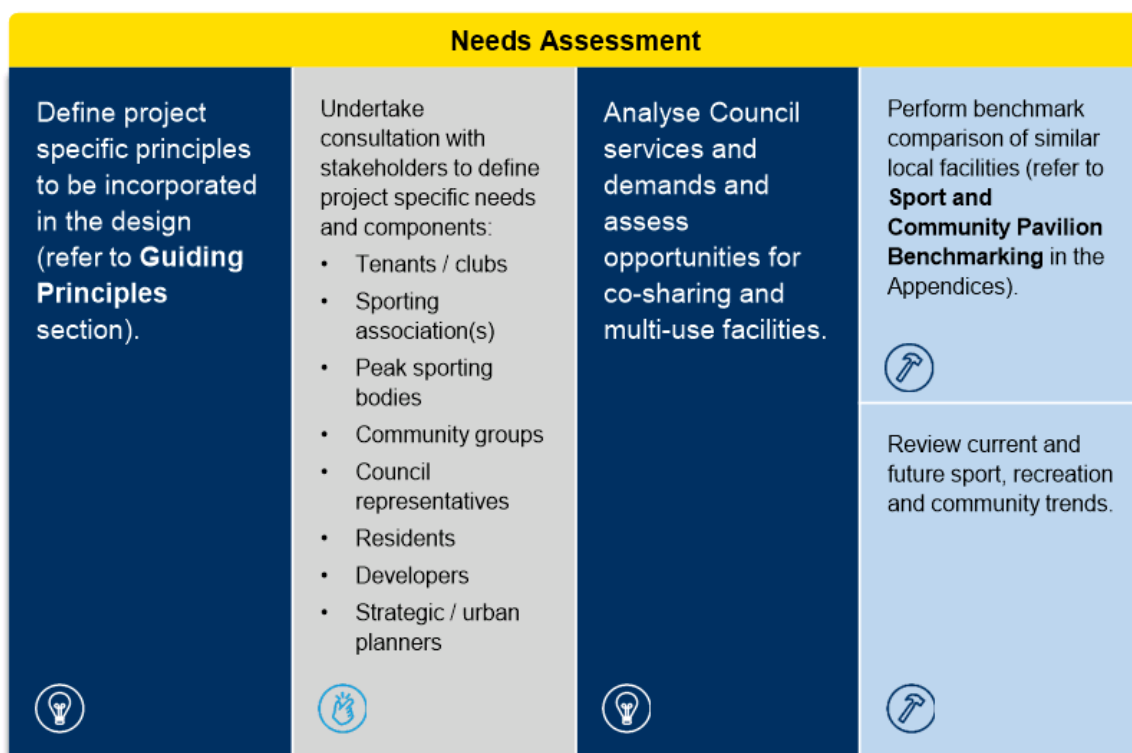 Needs Assessment
Define project
specific principles
to be incorporated
in the design
(refer to Guiding
Principles
section).
Undertake
consultation with
stakeholders to define
project specific needs
and components:
• Tenants / clubs
• Sporting
association(s)
• Peak sporting
bodies
• Community groups
• Council
representatives
• Residents
• Developers
• Strategic / urban
planners
Analyse Council
services and
demands and
assess
opportunities for
co-sharing and
multi-use facilities.
Perform benchmark
comparison of similar
local facilities (refer to
Sport and
Community Pavilion
Benchmarking in the
Appendices).
Review current and
future sport, recreation
and community trends.